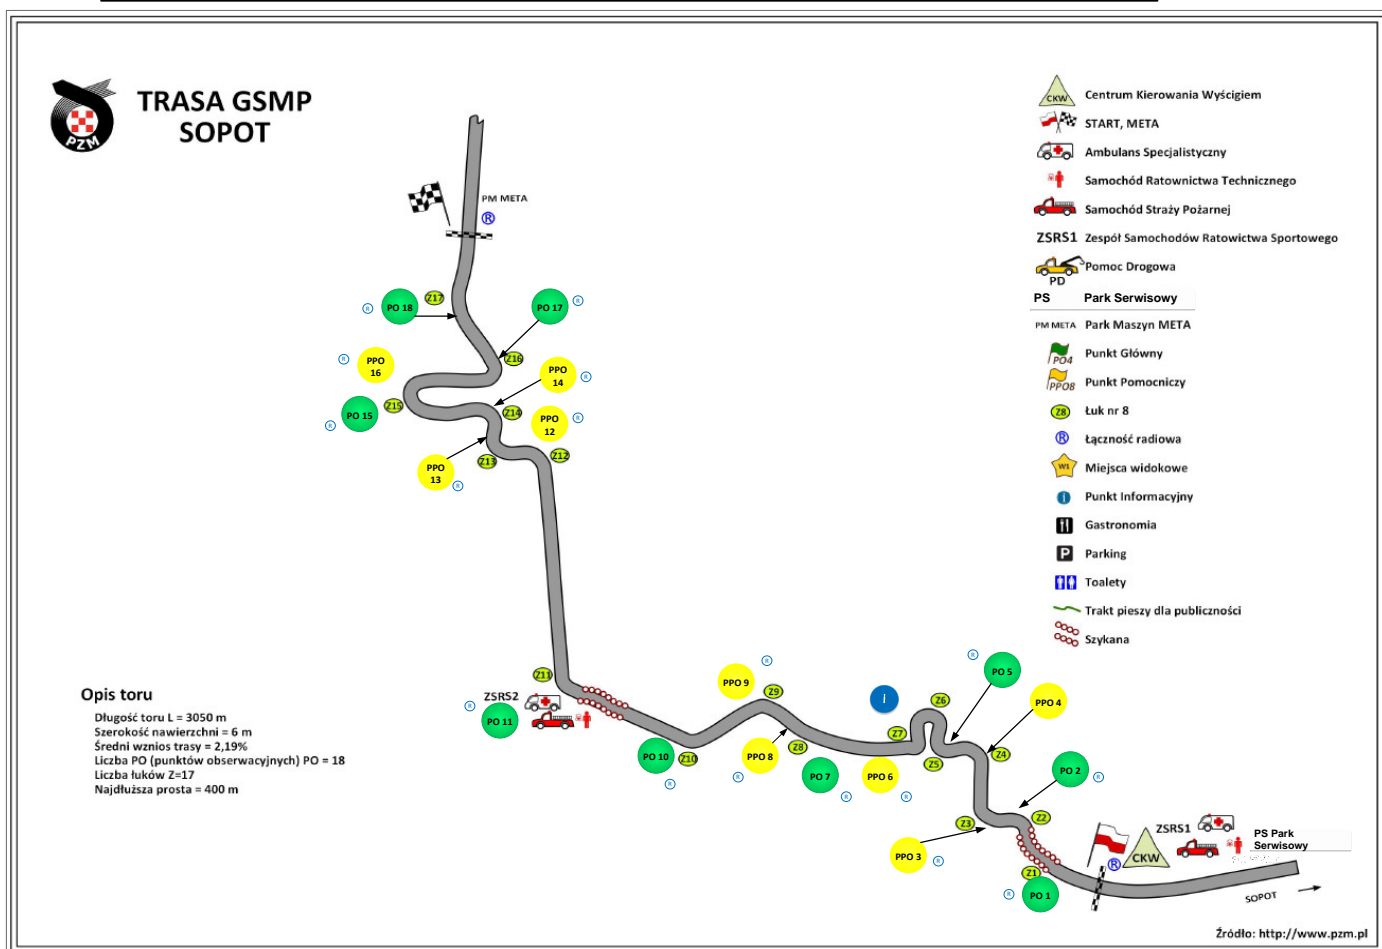 TRASA GSMP
SOPOT
PZM
PM META
R
PO 18
Z17
R
PO 17
R
R
PPO
16
Z16
PPO
14
R
PO 15
R
Z15
Z14
PPO
12
R
PPO
13
R
Z13
Z12
CKW
Centrum Kierowania Wyścigiem
START, META
Ambulans Specjalistyczny
Samochód Ratownictwa Technicznego
Samochód Straży Pożarnej
ZSRS1 Zespół Samochodów Ratowictwa Sportowego
Pomoc Drogowa
PD
PS Park Serwisowy
PM META Park Maszyn META
PO4 Punkt Główny
PPO8 Punkt Pomocniczy
Z8 Łuk nr 8
R Łączność radiowa
W1 Miejsca widokowe
i Punkt Informacyjny
Gastronomia
P Parking
Toalety
Trakt pieszy dla publiczności
Szykana
Opis toru
Długość toru L = 3050 m
Szerokość nawierzchni = 6 m
Średni wznios trasy = 2,19%
Liczba PO (punktów obserwacyjnych) PO = 18
Liczba łuków Z=17
Najdłuższa prosta = 400 m
Z11
ZSRS2
R
PO 11
PO 10
R
Z10
PPO 9
R
Z9
PPO 8
R
Z8
PO 7
R
i
Z7
PPO 6
R
Z6
Z5
R
PO 5
PPO 4
Z4
PO 2
R
Z3
Z2
PPO 3
R
Z1
R
PO 1
R
CKW
ZSRS1
PS Park
Serwisowy
SOPOT
Źródło: http://www.pzm.pl